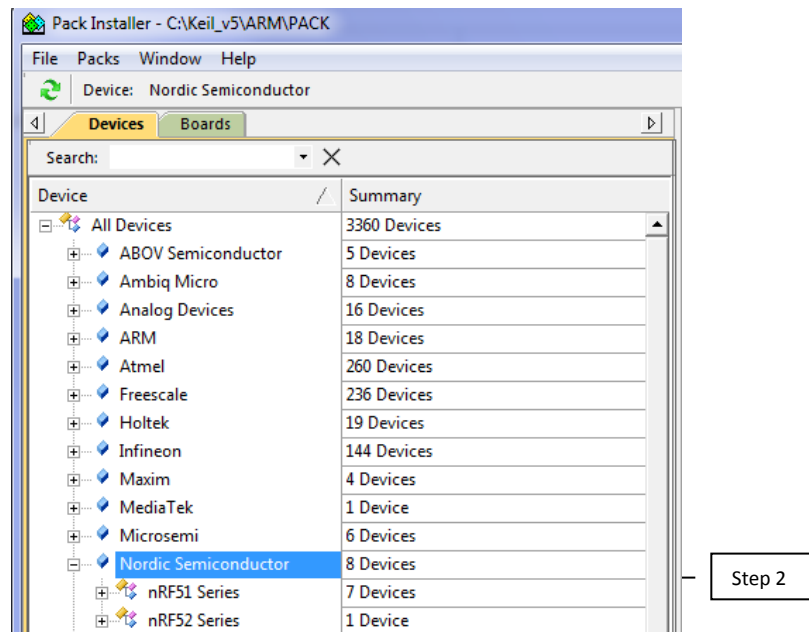 Pack Installer - C:\Keil_v5\ARM\PACK
File Packs Window Help
Device: Nordic Semiconductor
Devices Boards
Search:
Device Summary
All Devices 3360 Devices
ABOV Semiconductor 5 Devices
Ambiq Micro 8 Devices
Analog Devices 16 Devices
ARM 18 Devices
Atmel 260 Devices
Freescale 236 Devices
Holtek 19 Devices
Infineon 144 Devices
Maxim 4 Devices
MediaTek 1 Device
Microsemi 6 Devices
Nordic Semiconductor 8 Devices
Step 2
nRF51 Series 7 Devices
nRF52 Series 1 Device